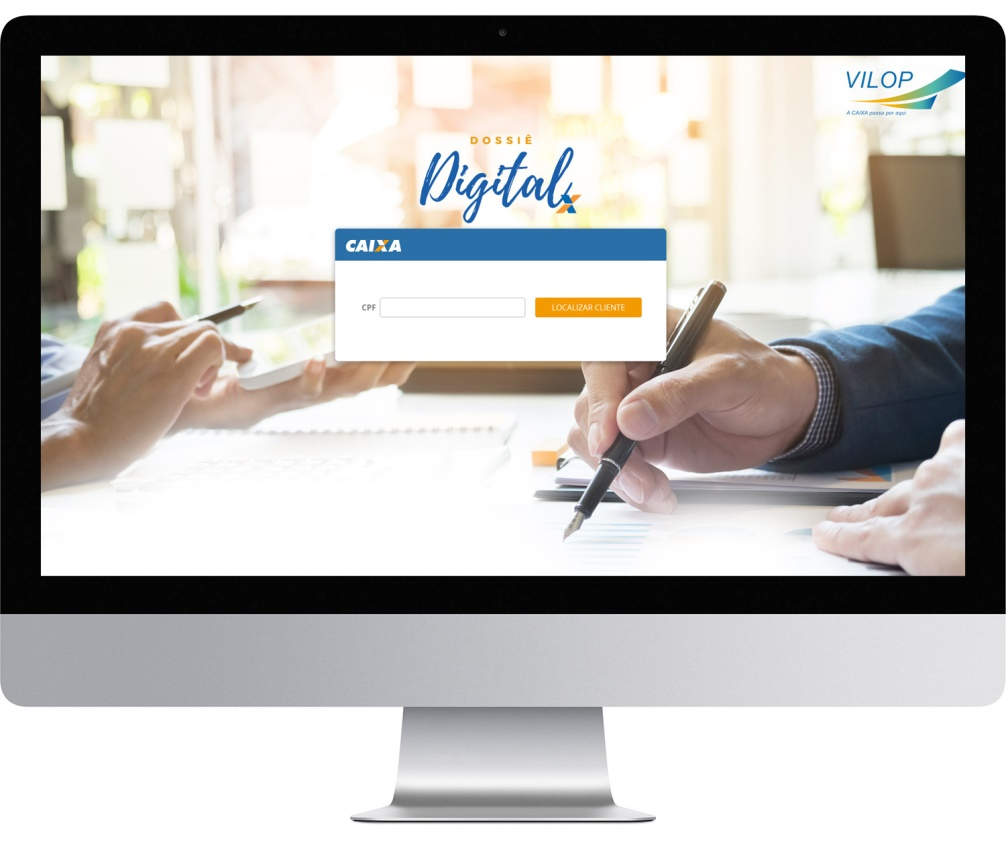 VILOP
A CAIXA passa por aqui
DOSSIÊ
Digital
CAIXA
CPF
LOCALIZAR CLIENTE